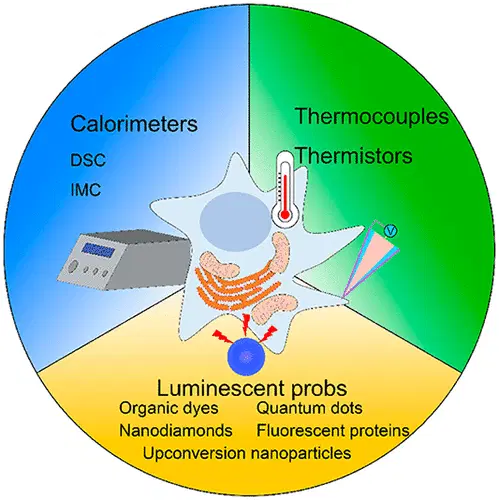 Calorimeters
DSC
IMC
Thermocouples
Thermistors
V
Luminescent probs
Organic dyes Quantum dots
Nanodiamonds Fluorescent proteins
Upconversion nanoparticles